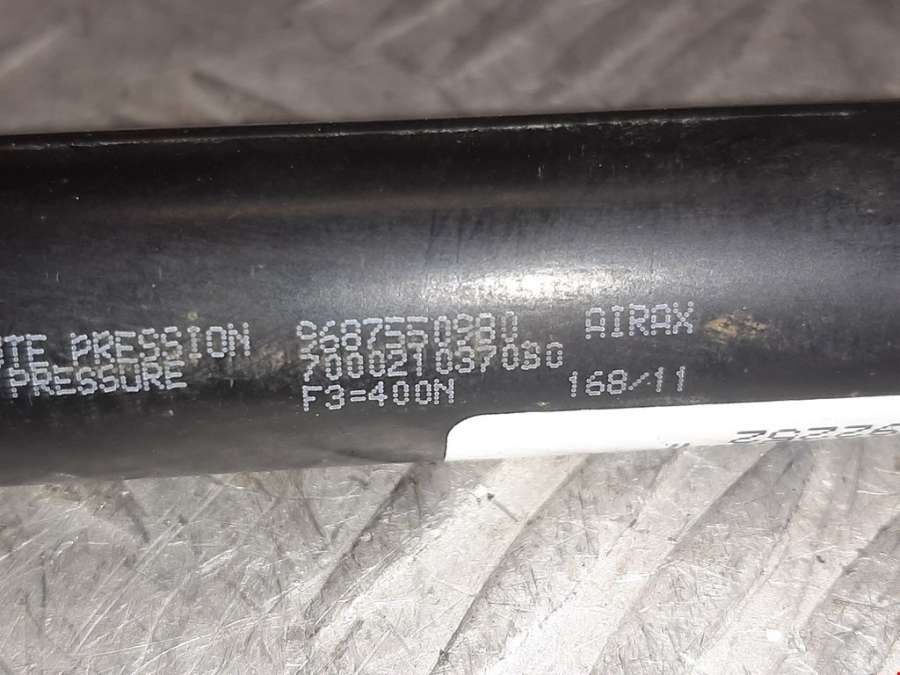 PRESSION 9687550980 AIRAX
PRESSURE 7000210370B0
F3=400N 168/11